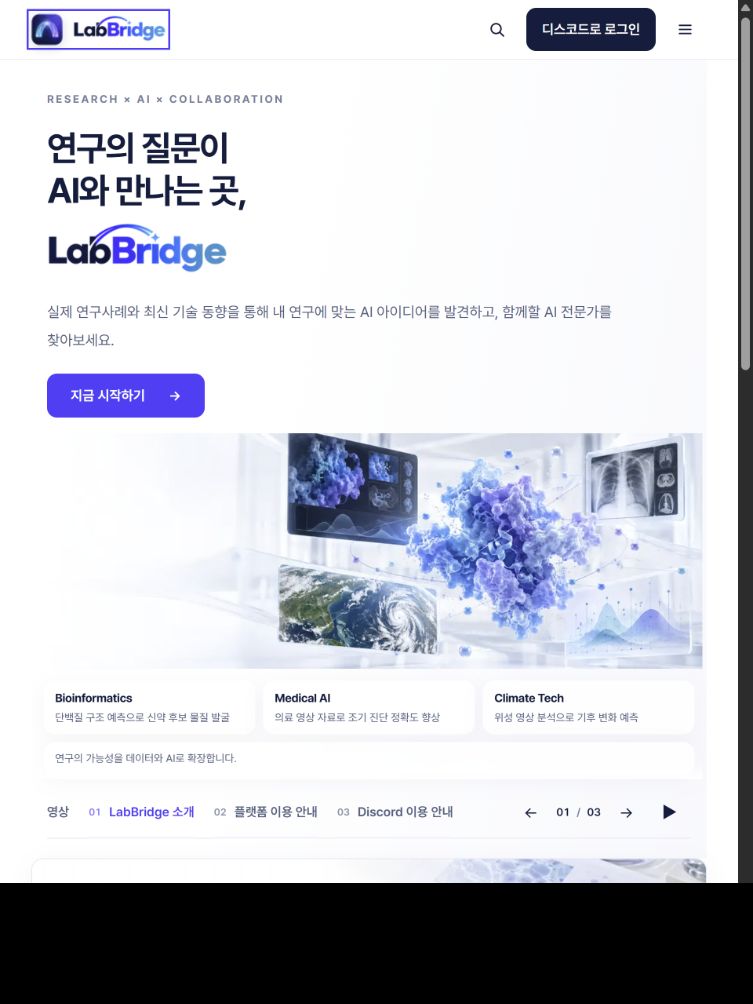 LabBridge
디스코드로 로그인
RESEARCH × AI × COLLABORATION
연구의 질문이
AI와 만나는 곳,
LabBridge
실제 연구사례와 최신 기술 동향을 통해 내 연구에 맞는 AI 아이디어를 발견하고, 함께할 AI 전문가를
찾아보세요.
지금 시작하기 →
Bioinformatics
단백질 구조 예측으로 신약 후보 물질 발굴
Medical AI
의료 영상 자료로 조기 진단 정확도 향상
Climate Tech
위성 영상 분석으로 기후 변화 예측
연구의 가능성을 데이터와 AI로 확장합니다.
영상 01 LabBridge 소개 02 플랫폼 이용 안내 03 Discord 이용 안내 ← 01 / 03 →